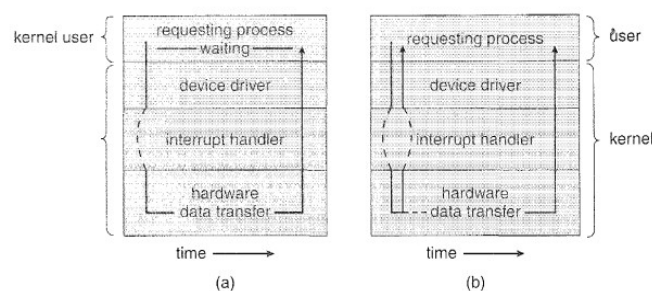 kernel user
requesting process
waiting
device driver
interrupt handler
hardware
data transfer
time
(a)
requesting process
user
device driver
interrupt handler
kernel
hardware
data transfer
time
(b)